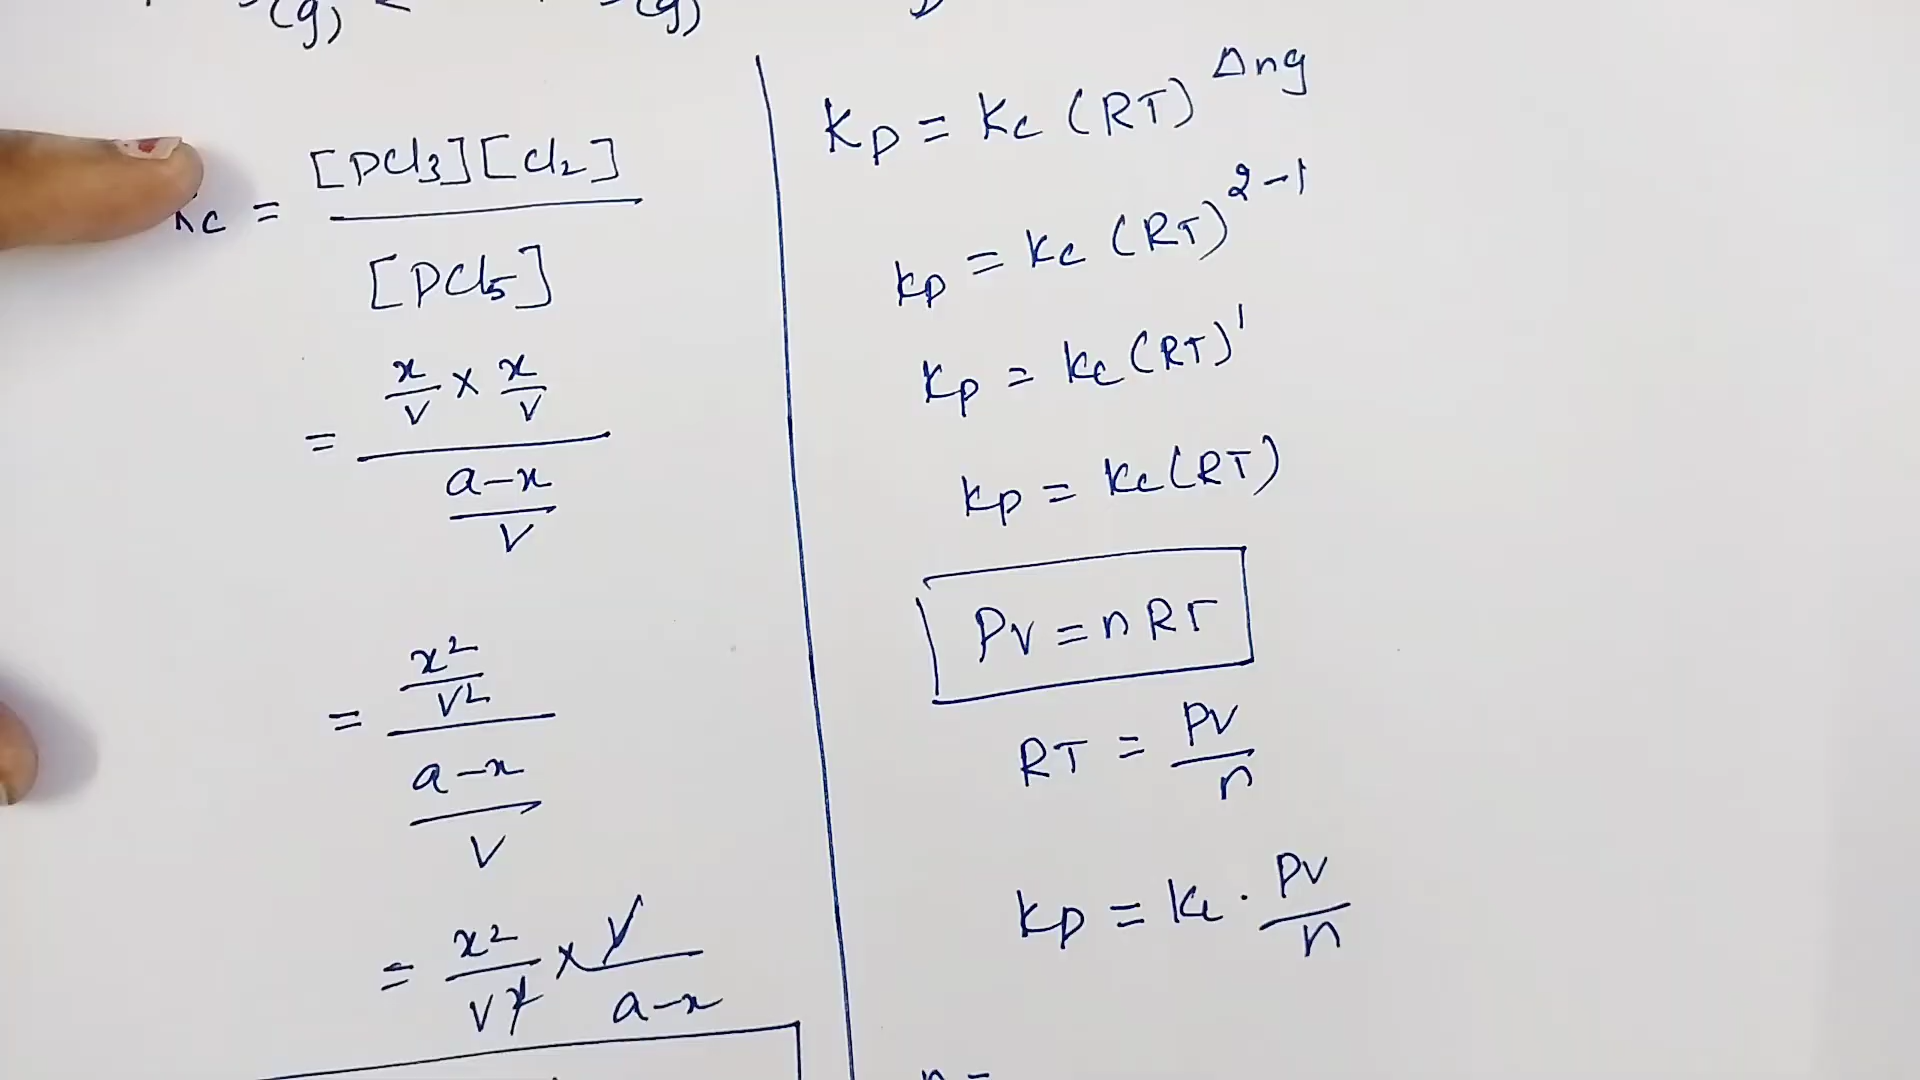 (g) (g)
Kc = [PCl3][Cl2]
[PCl5]
= x/V × x/V
a-x/V
= x²/V²
a-x/V
= x²/V² × V/a-x
Kp = Kc (RT)^Δng
Kp = Kc (RT)^2-1
Kp = Kc (RT)^1
Kp = Kc (RT)
PV = nRT
RT = PV/n
Kp = Kc . PV/n
n =